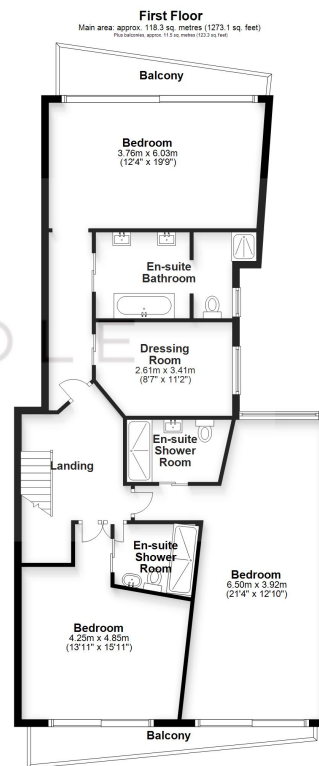 First Floor
Main area: approx. 118.3 sq. metres (1273.1 sq. feet)
Plus balconies, approx. 11.5 sq. metres (123.3 sq. feet)
Balcony
Bedroom
3.76m x 6.03m
(12'4" x 19'9")
En-suite
Bathroom
Dressing
Room
2.61m x 3.41m
(8'7" x 11'2")
O L E
En-suite
Shower
Room
Landing
En-suite
Shower
Room
Bedroom
6.50m x 3.92m
(21'4" x 12'10")
Bedroom
4.25m x 4.85m
(13'11" x 15'11")
Balcony